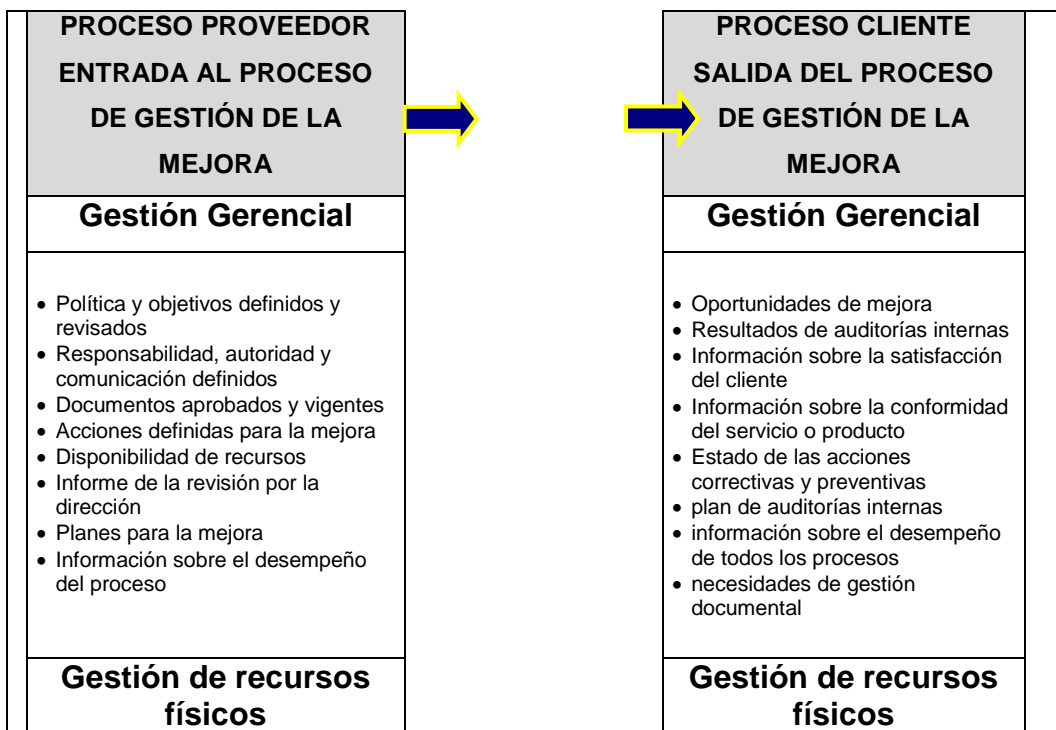 PROCESO PROVEEDOR
ENTRADA AL PROCESO
DE GESTIÓN DE LA
MEJORA
Gestión Gerencial
• Política y objetivos definidos y
revisados
• Responsabilidad, autoridad y
comunicación definidos
• Documentos aprobados y vigentes
• Acciones definidas para la mejora
• Disponibilidad de recursos
• Informe de la revisión por la
dirección
• Planes para la mejora
• Información sobre el desempeño
del proceso
Gestión de recursos
físicos
PROCESO CLIENTE
SALIDA DEL PROCESO
DE GESTIÓN DE LA
MEJORA
Gestión Gerencial
• Oportunidades de mejora
• Resultados de auditorías internas
• Información sobre la satisfacción
del cliente
• Información sobre la conformidad
del servicio o producto
• Estado de las acciones
correctivas y preventivas
• plan de auditorías internas
• información sobre el desempeño
de todos los procesos
• necesidades de gestión
documental
Gestión de recursos
físicos